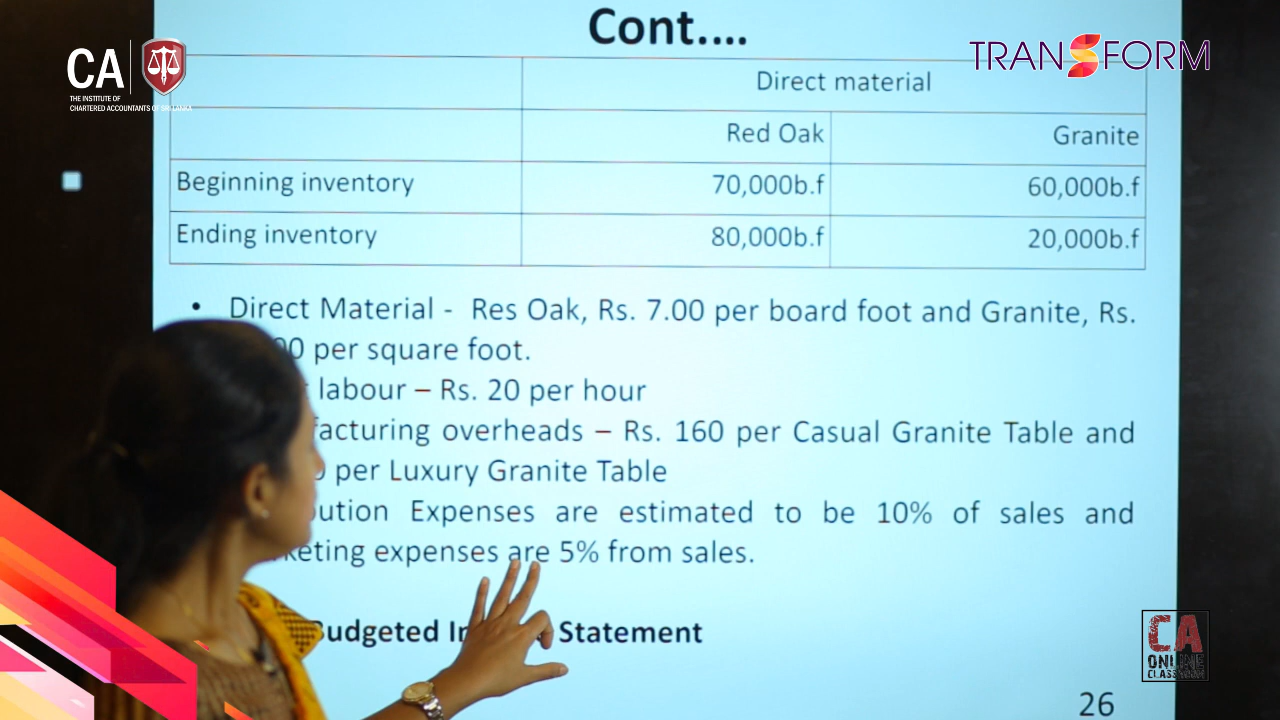 Cont....
CA
THE INSTITUTE OF
CHARTERED ACCOUNTANTS OF SRI LANKA
TRANSFORM
Direct material
Red Oak Granite
Beginning inventory 70,000b.f 60,000b.f
Ending inventory 80,000b.f 20,000b.f
• Direct Material - Res Oak, Rs. 7.00 per board foot and Granite, Rs.
per square foot.
labour – Rs. 20 per hour
facturing overheads – Rs. 160 per Casual Granite Table and
per Luxury Granite Table
ution Expenses are estimated to be 10% of sales and
keting expenses are 5% from sales.
Budgeted In Statement
CA
ONLINE
CLASSROOM
26